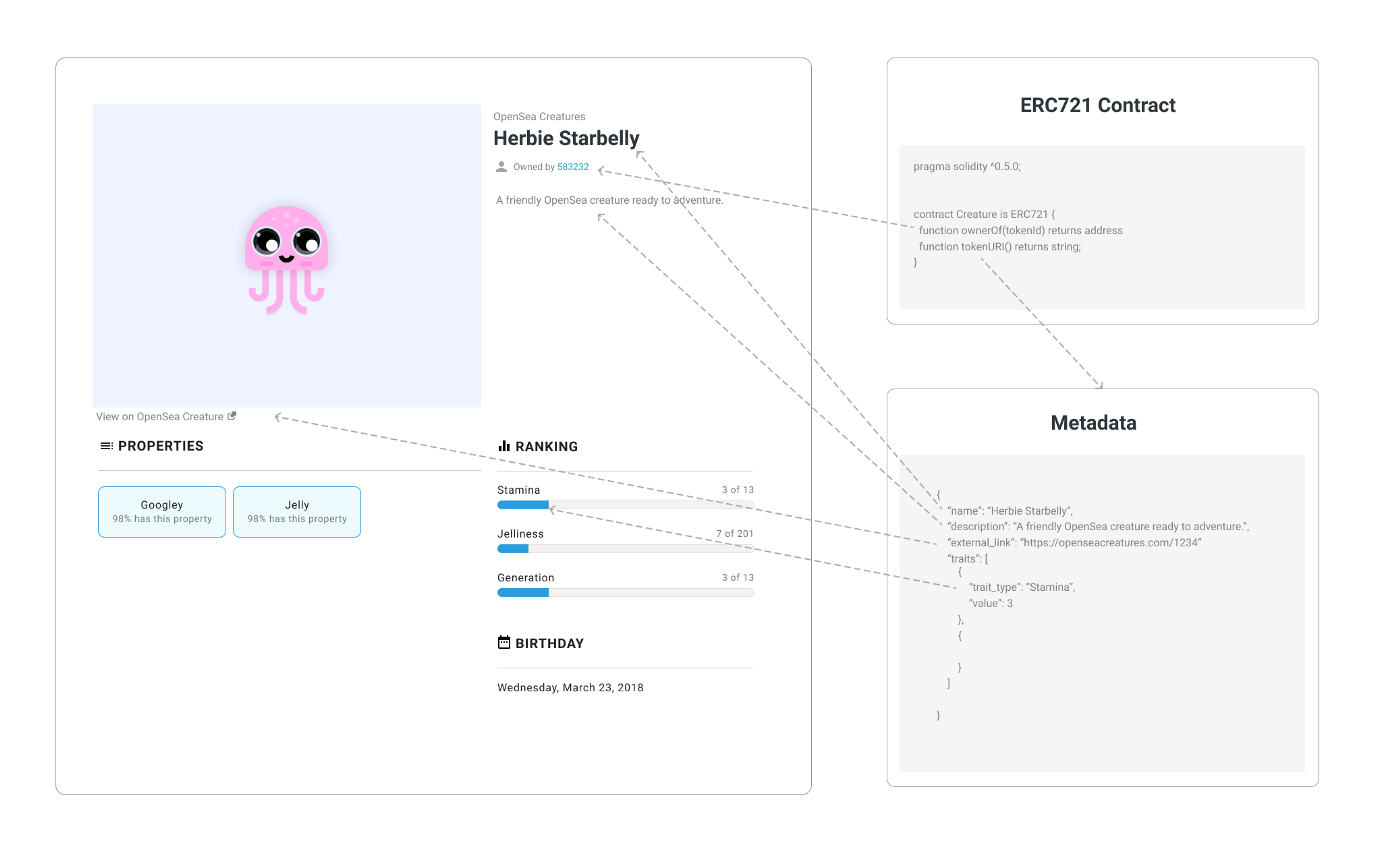 OpenSea Creatures
Herbie Starbelly
Owned by 583232
A friendly OpenSea creature ready to adventure.
View on OpenSea Creature
PROPERTIES
Googley
98% has this property
Jelly
98% has this property
RANKING
Stamina 3 of 13
Jelliness 7 of 201
Generation 3 of 13
BIRTHDAY
Wednesday, March 23, 2018
ERC721 Contract
pragma solidity ^0.5.0;
contract Creature is ERC721 {
function ownerOf(tokenId) returns address
function tokenURI() returns string;
}
Metadata
{
“name”: “Herbie Starbelly”,
“description”: “A friendly OpenSea creature ready to adventure.”,
“external_link”: “https://openseacreatures.com/1234”
“traits”: [
{
“trait_type”: “Stamina”,
“value”: 3
},
{
}
]
}